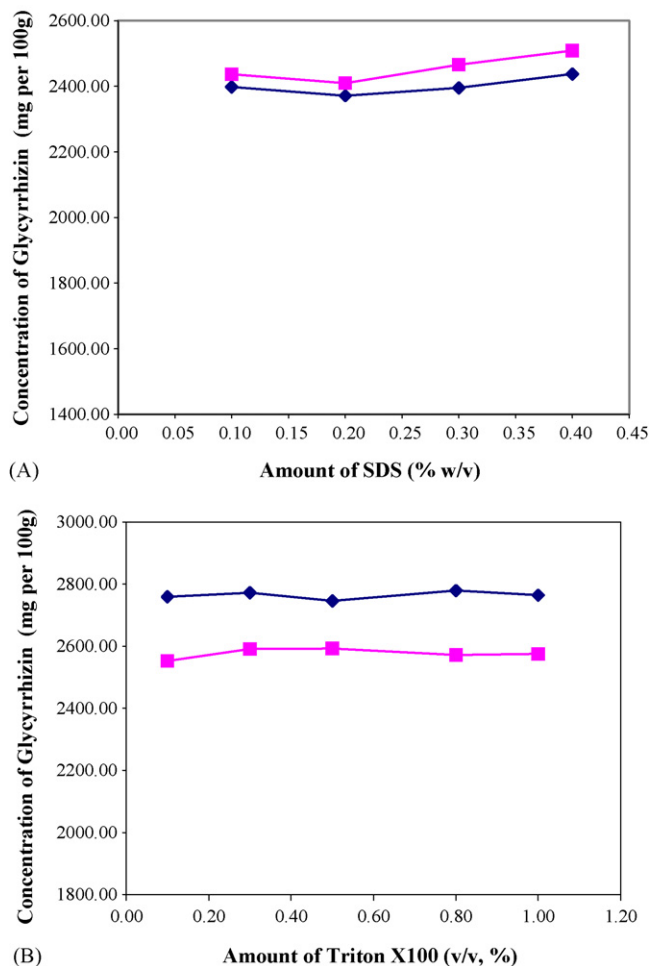 2600.00
2400.00
2200.00
2000.00
1800.00
1600.00
1400.00
Concentration of Glycyrrhizin (mg per 100g)
0.00 0.05 0.10 0.15 0.20 0.25 0.30 0.35 0.40 0.45
(A) Amount of SDS (% w/v)
3000.00
2800.00
2600.00
2400.00
2200.00
2000.00
1800.00
Concentration of Glycyrrhizin (mg per 100g)
0.00 0.20 0.40 0.60 0.80 1.00 1.20
(B) Amount of Triton X100 (v/v, %)